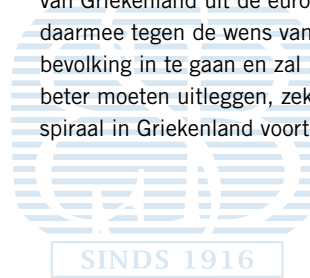 van Griekenland uit de euro
daarmee tegen de wens van
bevolking in te gaan en zal
beter moeten uitleggen, zek
spiraal in Griekenland voort
SINDS 1916